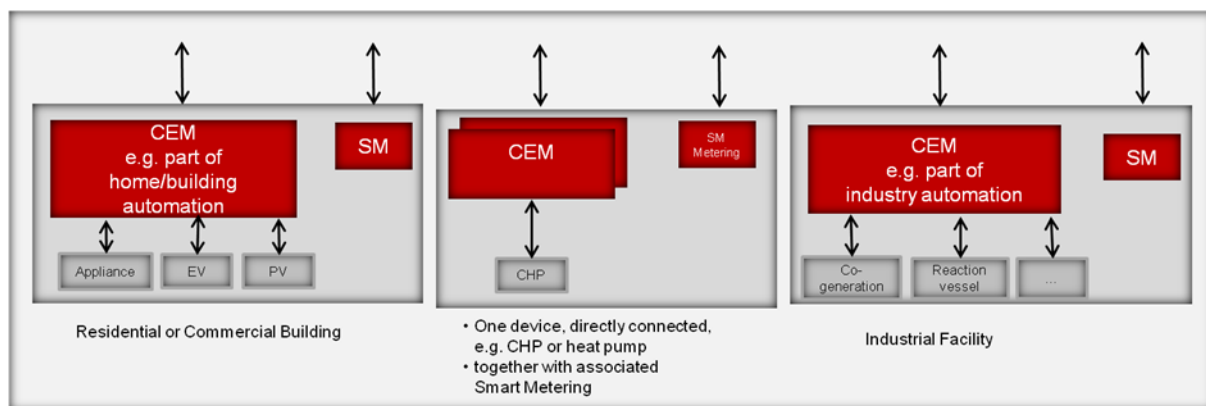 CEM
e.g. part of
home/building
automation
SM
Appliance
EV
PV
Residential or Commercial Building
CEM
SM
Metering
CHP
• One device, directly connected,
e.g. CHP or heat pump
• together with associated
Smart Metering
CEM
e.g. part of
industry automation
SM
Co-
generation
Reaction
vessel
...
Industrial Facility